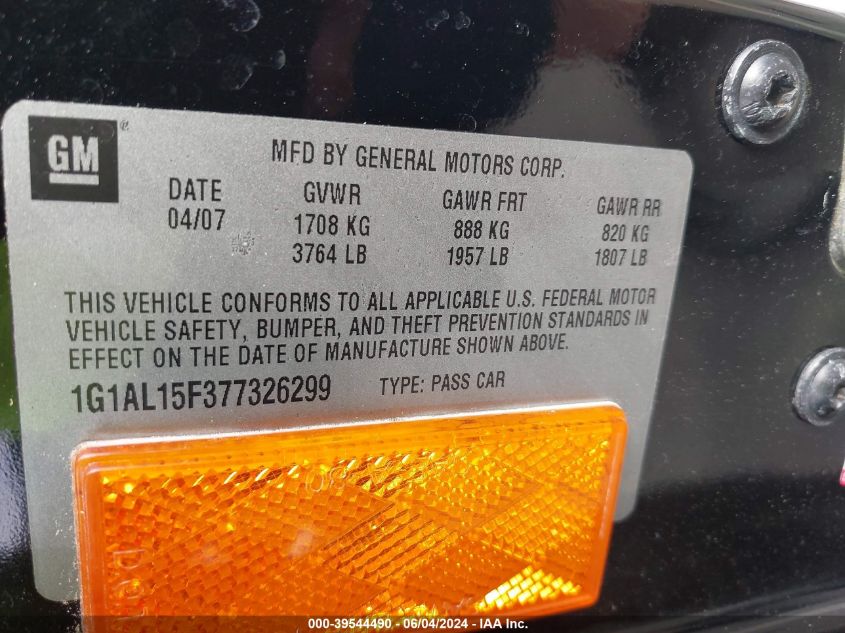 GM ®
MFD BY GENERAL MOTORS CORP.
DATE GVWR GAWR FRT GAWR RR
04/07 1708 KG 888 KG 820 KG
3764 LB 1957 LB 1807 LB
THIS VEHICLE CONFORMS TO ALL APPLICABLE U.S. FEDERAL MOTOR
VEHICLE SAFETY, BUMPER, AND THEFT PREVENTION STANDARDS IN
EFFECT ON THE DATE OF MANUFACTURE SHOWN ABOVE.
1G1AL15F377326299 TYPE: PASS CAR
000-39544490 - 06/04/2024 - IAA Inc.